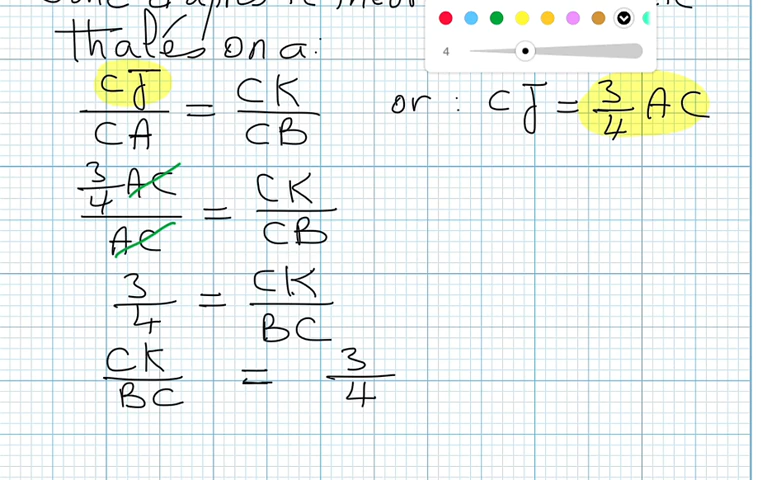 thalés on a:
CJ/CA = CK/CB or : CJ = 3/4 AC
3/4 AC/AC = CK/CB
3/4 = CK/BC
CK/BC = 3/4
4